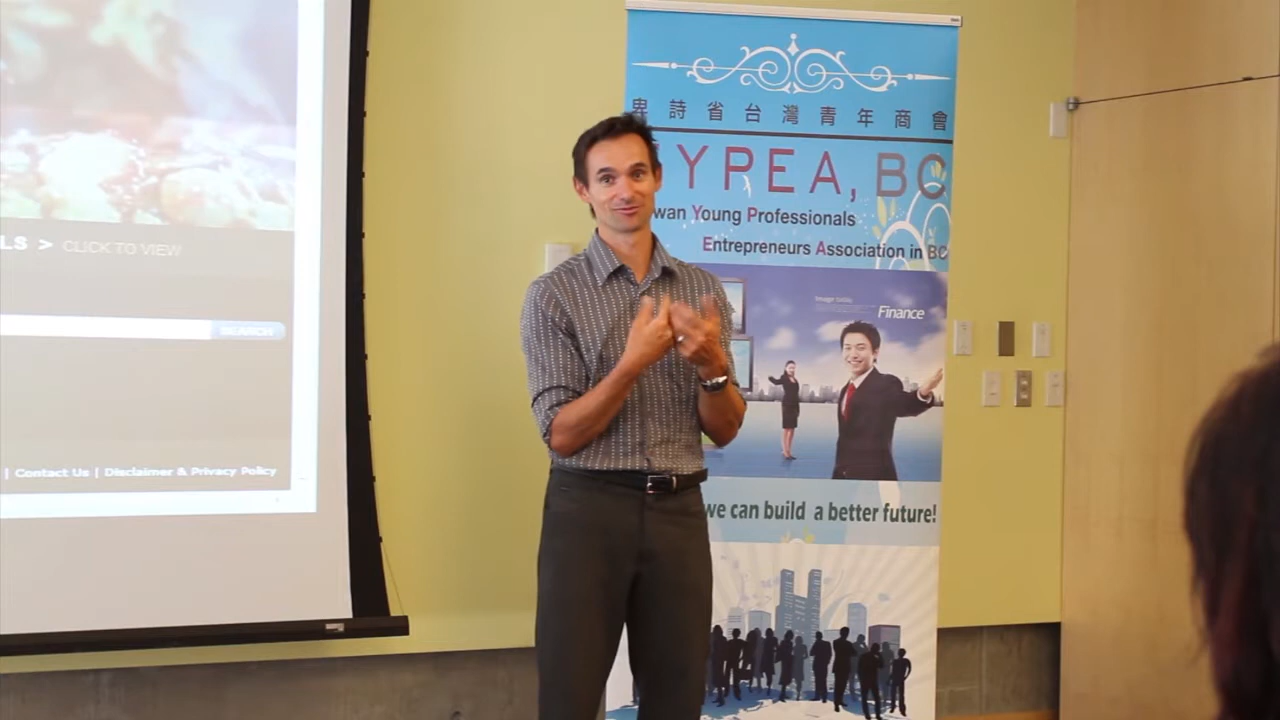 LS > CLICK TO VIEW
SEARCH
| Contact Us | Disclaimer & Privacy Policy
卑詩省台灣青年商會
YPEA, BC
wan Young Professionals
Entrepreneurs Association in BC
Finance
we can build a better future!